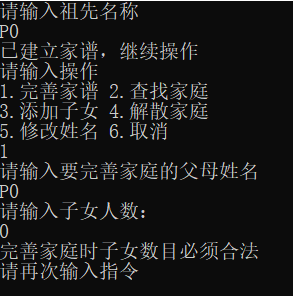 请输入祖先名称
P0
已建立家谱，继续操作
请输入操作
1.完善家谱 2.查找家庭
3.添加子女 4.解散家庭
5.修改姓名 6.取消
1
请输入要完善家庭的父母姓名
P0
请输入子女人数：
0
完善家庭时子女数目必须合法
请再次输入指令